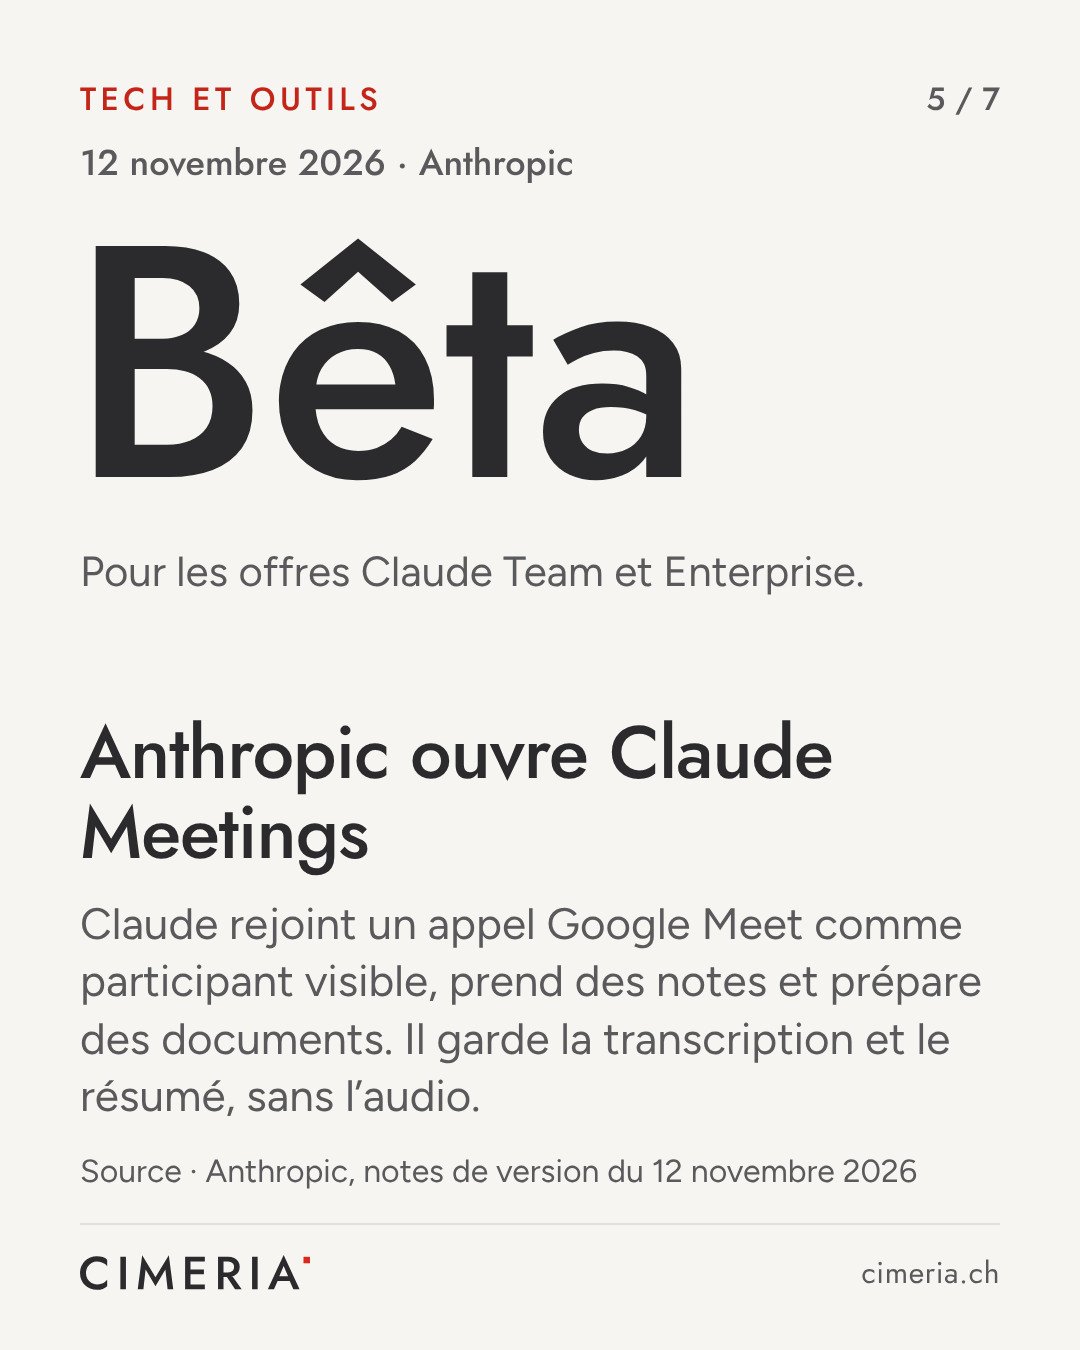 TECH ET OUTILS
5 / 7
12 novembre 2026 · Anthropic
Bêta
Pour les offres Claude Team et Enterprise.
Anthropic ouvre Claude
Meetings
Claude rejoint un appel Google Meet comme
participant visible, prend des notes et prépare
des documents. Il garde la transcription et le
résumé, sans l’audio.
Source · Anthropic, notes de version du 12 novembre 2026
CIMERIA
cimeria.ch